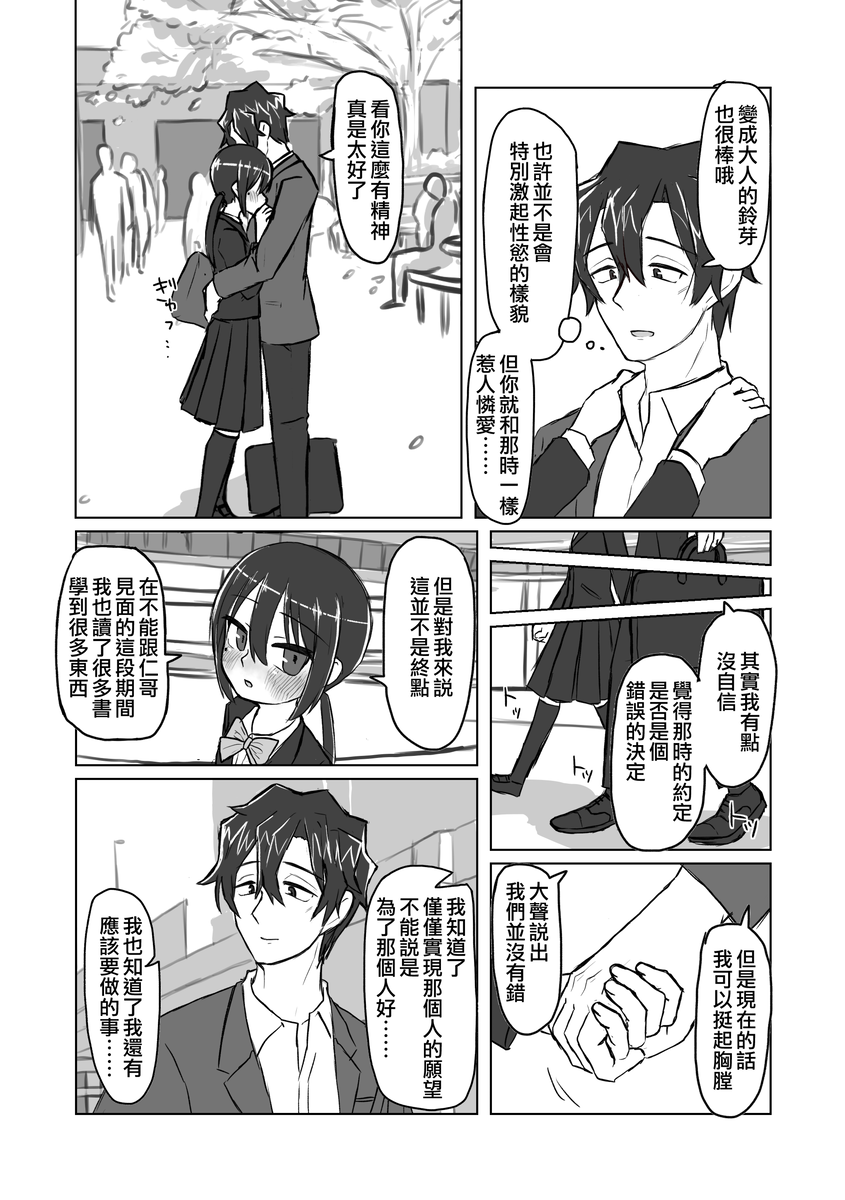 變成大人的鈴芽
也很棒哦
也許並不是會
特別激起性慾的樣貌
但你就和那時一樣
惹人憐愛……
看你這麼有精神
真是太好了
ギゅっ…
其實我有點
沒自信
覺得那時的約定
是否是個
錯誤的決定
トッ
トッ
但是對我來說
這並不是終點
在不能跟仁哥
見面的這段期間
我也讀了很多書
學到很多東西
但是現在的話
我可以挺起胸膛
大聲說出
我們並沒有錯
我知道了
僅僅實現那個人的願望
不能說是
為了那個人好……
我也知道了我還有
應該要做的事……